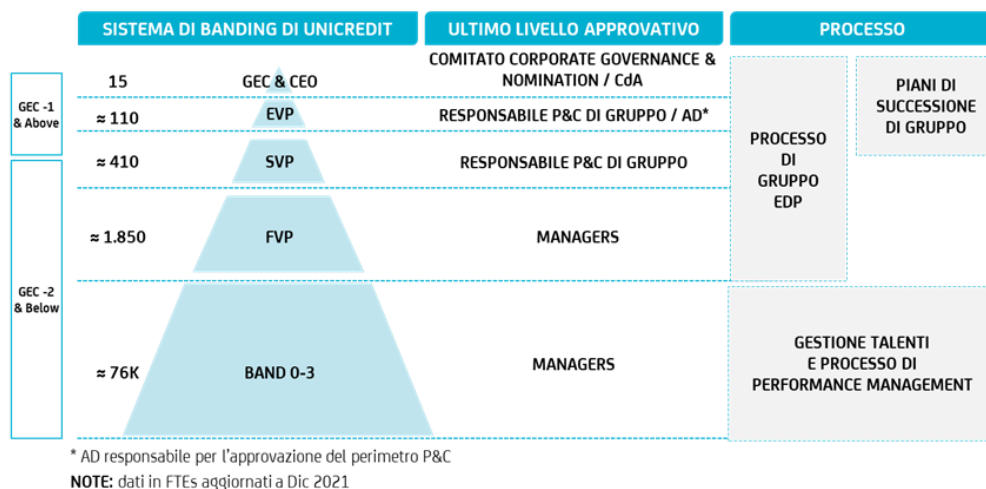 SISTEMA DI BANDING DI UNICREDIT
ULTIMO LIVELLO APPROVATIVO
PROCESSO
GEC -1
& Above
15
GEC & CEO
COMITATO CORPORATE GOVERNANCE &
NOMINATION / CdA
≈ 110
EVP
RESPONSABILE P&C DI GRUPPO / AD*
≈ 410
SVP
RESPONSABILE P&C DI GRUPPO
≈ 1.850
FVP
MANAGERS
PROCESSO
DI
GRUPPO
EDP
PIANI DI
SUCCESSIONE
DI GRUPPO
GEC -2
& Below
≈ 76K
BAND 0-3
MANAGERS
GESTIONE TALENTI
E PROCESSO DI
PERFORMANCE MANAGEMENT
* AD responsabile per l'approvazione del perimetro P&C
NOTE: dati in FTEs aggiornati a Dic 2021